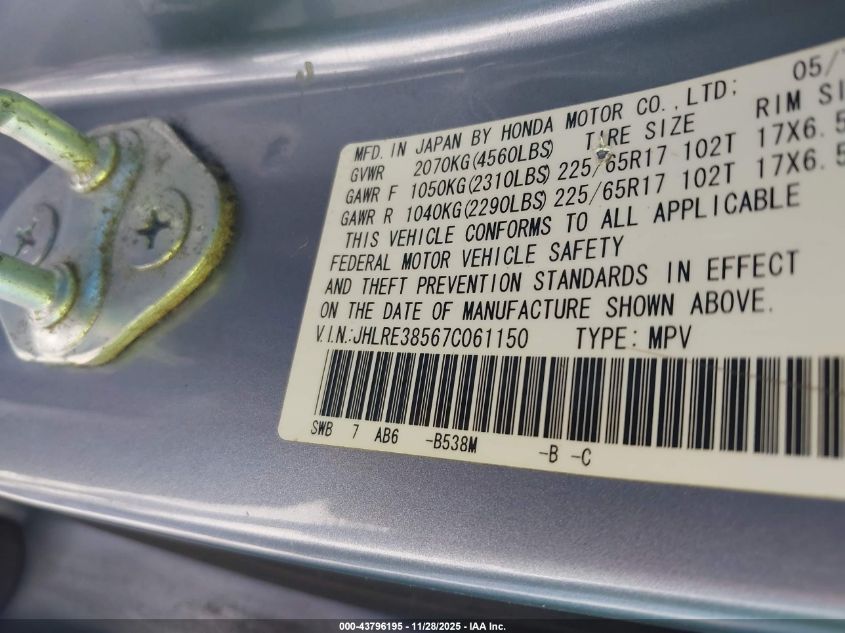 MFD. IN JAPAN BY HONDA MOTOR CO., LTD; 05/
GVWR 2070KG(4560LBS) TIRE SIZE RIM SI
GAWR F 1050KG(2310LBS) 225/65R17 102T 17X6.5
GAWR R 1040KG(2290LBS) 225/65R17 102T 17X6.5
THIS VEHICLE CONFORMS TO ALL APPLICABLE
FEDERAL MOTOR VEHICLE SAFETY
AND THEFT PREVENTION STANDARDS IN EFFECT
ON THE DATE OF MANUFACTURE SHOWN ABOVE.
V.I.N.:JHLRE38567C061150 TYPE: MPV
SWB 7 AB6 -B538M -B -C
000-43796195 - 11/28/2025 - IAA Inc.